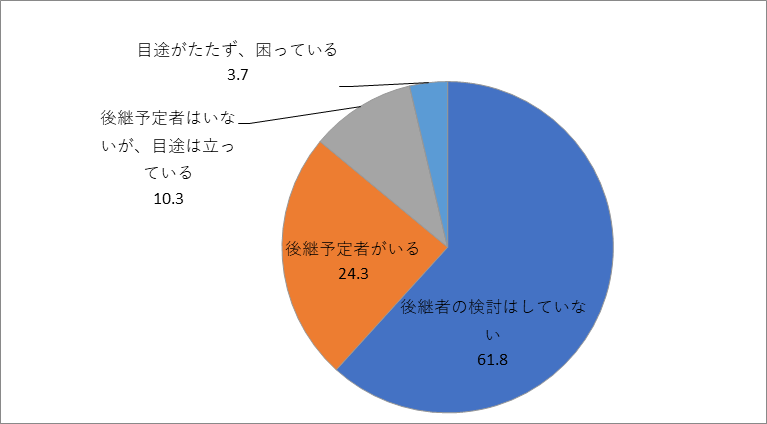 目途がたたず、困っている
3.7
後継予定者はいな
いが、目途は立っ
ている
10.3
後継予定者がいる
24.3
後継者の検討はしていな
い
61.8